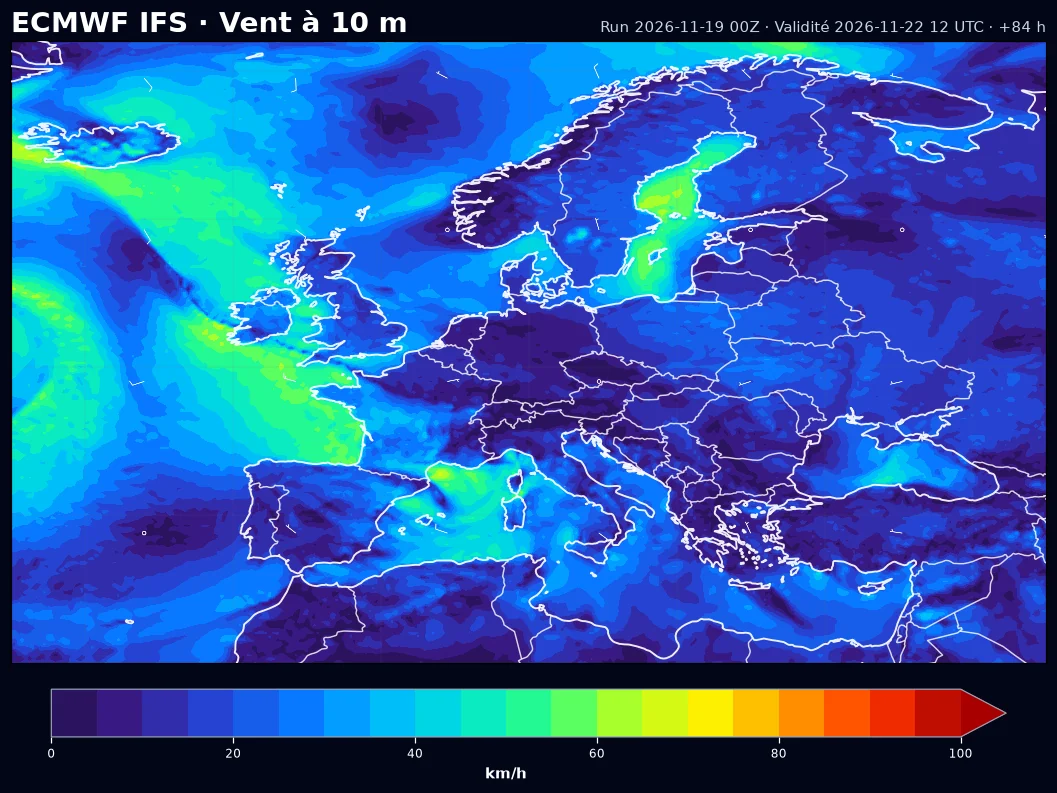 ECMWF IFS · Vent à 10 m
Run 2026-11-19 00Z · Validité 2026-11-22 12 UTC · +84 h
0 20 40 60 80 100
km/h